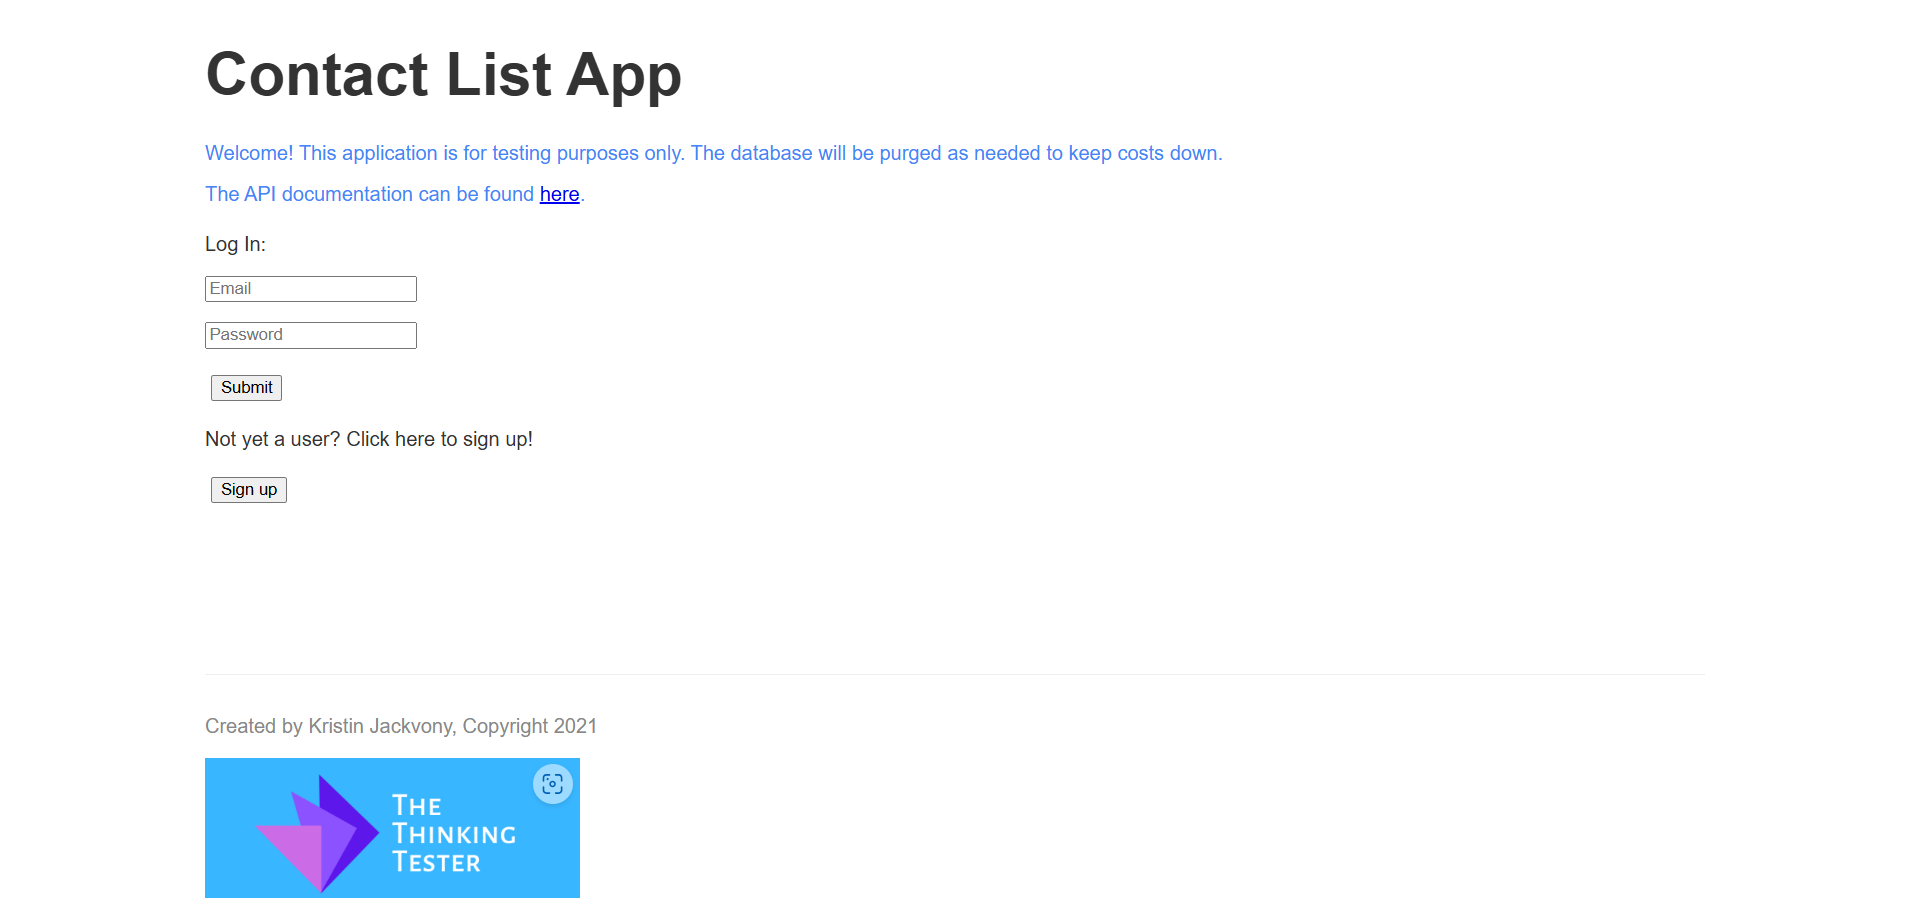 Contact List App
Welcome! This application is for testing purposes only. The database will be purged as needed to keep costs down.
The API documentation can be found here.
Log In:
Email
Password
Submit
Not yet a user? Click here to sign up!
Sign up
Created by Kristin Jackvony, Copyright 2021
THE
THINKING
TESTER